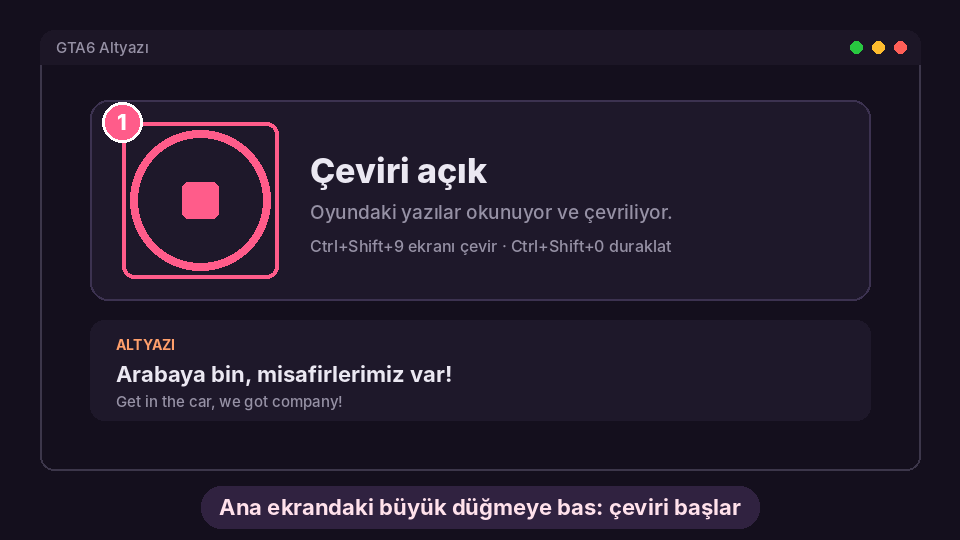 GTA6 Altyazı
1
Çeviri açık
Oyundaki yazılar okunuyor ve çevriliyor.
Ctrl+Shift+9 ekranı çevir · Ctrl+Shift+0 duraklat
ALTYAZI
Arabaya bin, misafirlerimiz var!
Get in the car, we got company!
Ana ekrandaki büyük düğmeye bas: çeviri başlar